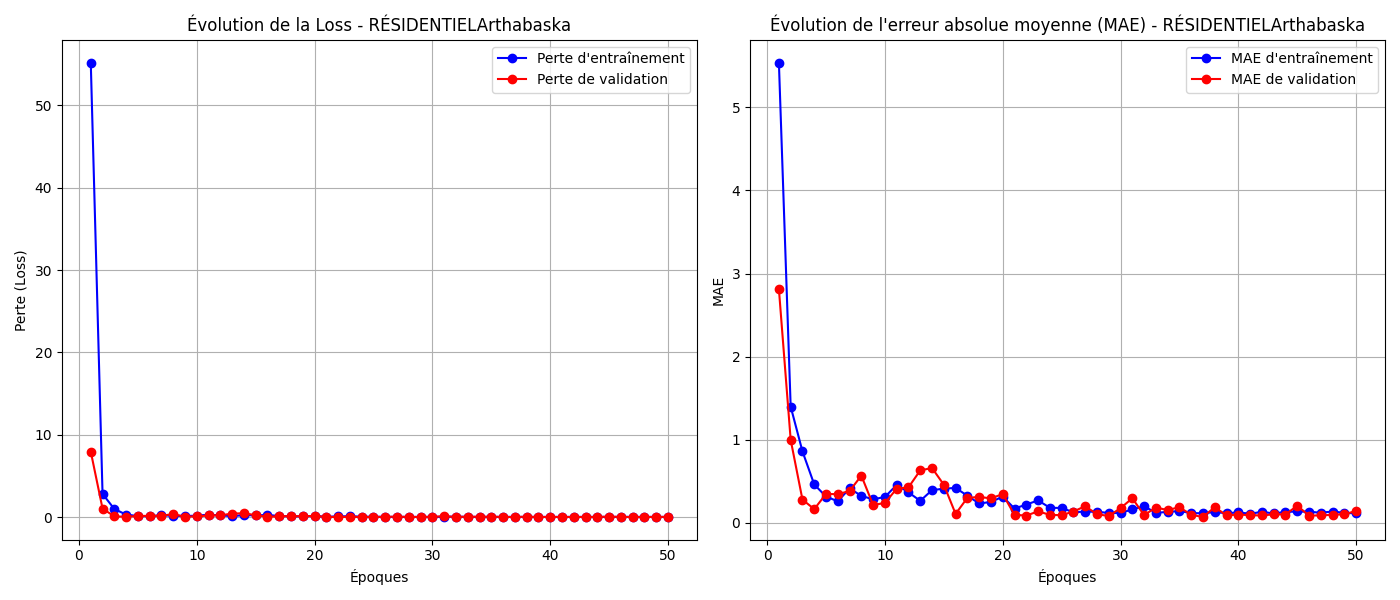 Évolution de la Loss - RÉSIDENTIELArthabaska
Perte d'entraînement
Perte de validation
50
40
30
20
10
0
Perte (Loss)
0 10 20 30 40 50
Époques
Évolution de l'erreur absolue moyenne (MAE) - RÉSIDENTIELArthabaska
MAE d'entraînement
MAE de validation
5
4
3
2
1
0
MAE
0 10 20 30 40 50
Époques